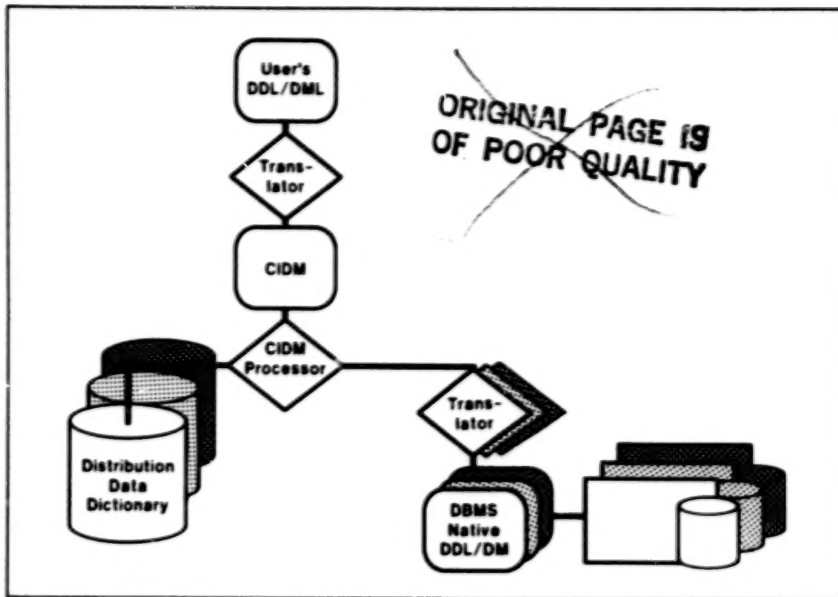 User's
DDL/DML
ORIGINAL PAGE IS
OF POOR QUALITY
Trans-
lator
CIDM
CIDM
Processor
Trans-
lator
Distribution
Data
Dictionary
DBMS
Native
DDL/DM